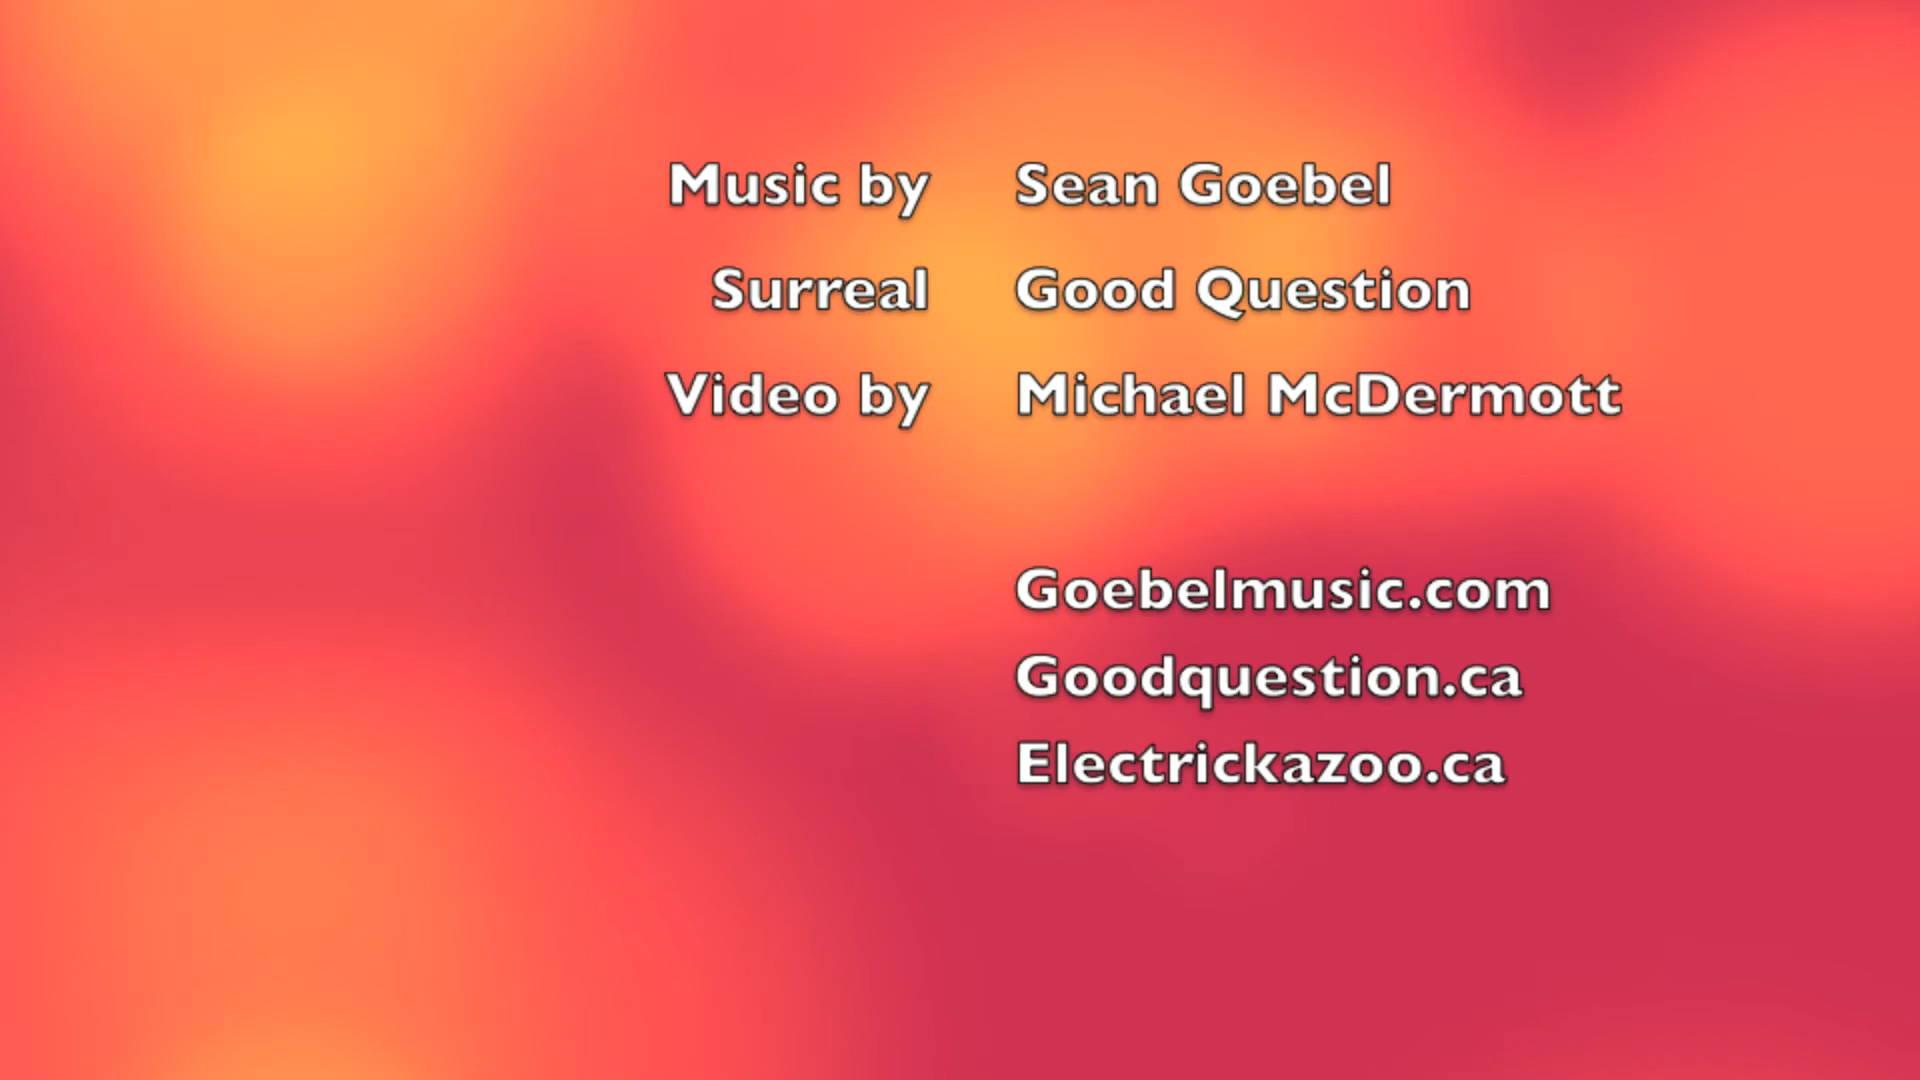 Music by Sean Goebel
Surreal Good Question
Video by Michael McDermott
Goebelmusic.com
Goodquestion.ca
Electrickazoo.ca